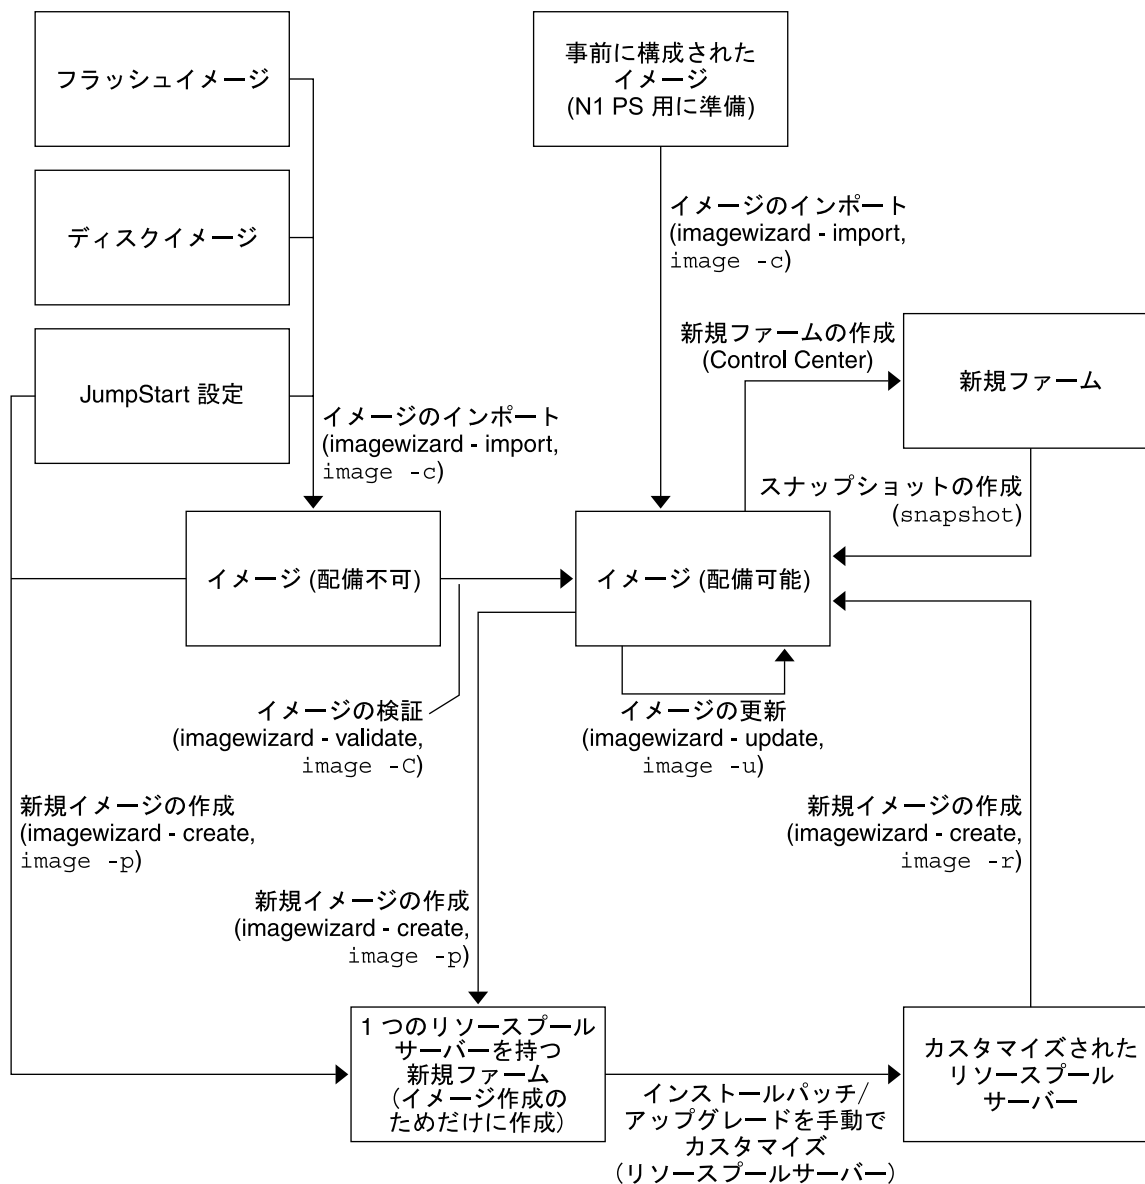 フラッシュイメージ
事前に構成された
イメージ
(N1 PS 用に準備)
ディスクイメージ
イメージのインポート
(imagewizard - import,
image -c)
JumpStart 設定
新規ファームの作成
(Control Center)
新規ファーム
イメージのインポート
(imagewizard - import,
image -c)
スナップショットの作成
(snapshot)
イメージ (配備不可)
イメージ (配備可能)
イメージの検証
(imagewizard - validate,
image -C)
イメージの更新
(imagewizard - update,
image -u)
新規イメージの作成
(imagewizard - create,
image -p)
新規イメージの作成
(imagewizard - create,
image -r)
新規イメージの作成
(imagewizard - create,
image -p)
1 つのリソースプール
サーバーを持つ
新規ファーム
(イメージ作成の
ためだけに作成)
インストールパッチ/
アップグレードを手動で
カスタマイズ
(リソースプールサーバー)
カスタマイズされた
リソースプール
サーバー